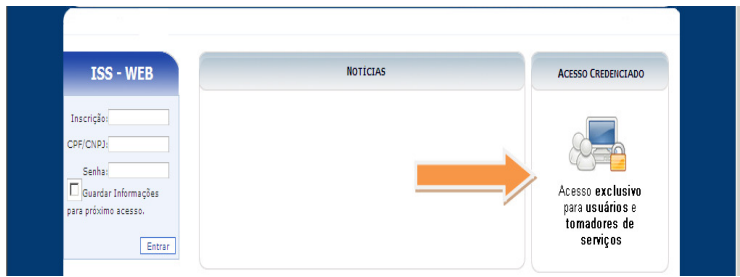 ISS - WEB
Inscrição:
CPF/CNPJ:
Senha:
Guardar Informações
para próximo acesso.
Entrar
NOTÍCIAS
ACESSO CREDENCIADO
Acesso exclusivo
para usuários e
tomadores de
serviços